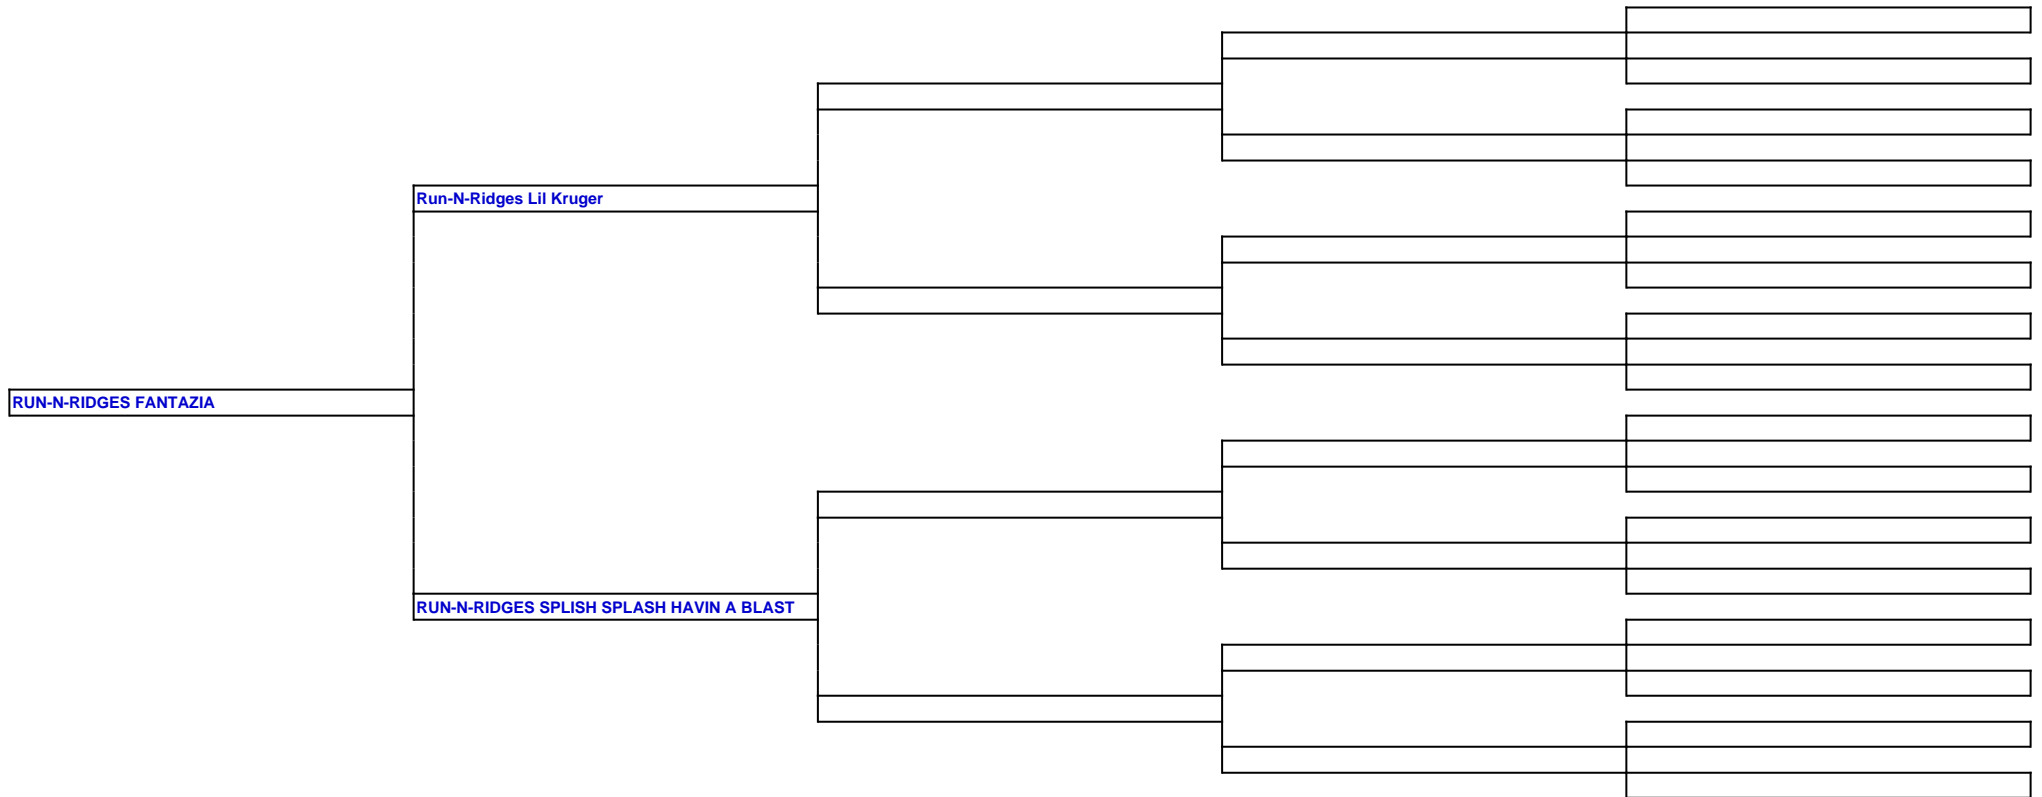 Run-N-Ridges Lil Kruger
RUN-N-RIDGES FANTAZIA
RUN-N-RIDGES SPLISH SPLASH HAVIN A BLAST